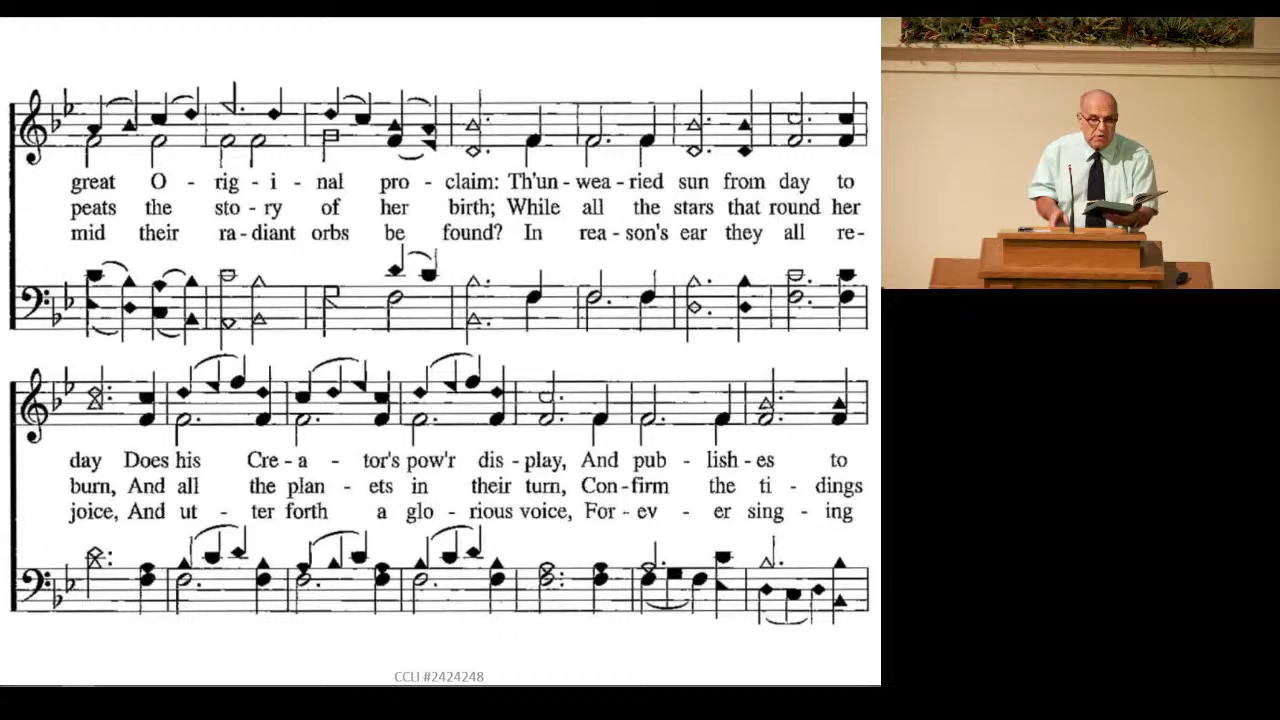 great O - rig - i - nal pro - claim: Th'un - wea - ried sun from day to
peats the sto - ry of her birth; While all the stars that round her
mid their ra - diant orbs be found? In rea - son's ear they all re-
day Does his Cre - a - tor's pow'r dis - play, And pub - lish - es to
burn, And all the plan - ets in their turn, Con - firm the ti - dings
joice, And ut - ter forth a glo - rious voice, For - ev - er sing - ing
CCLI #2424248